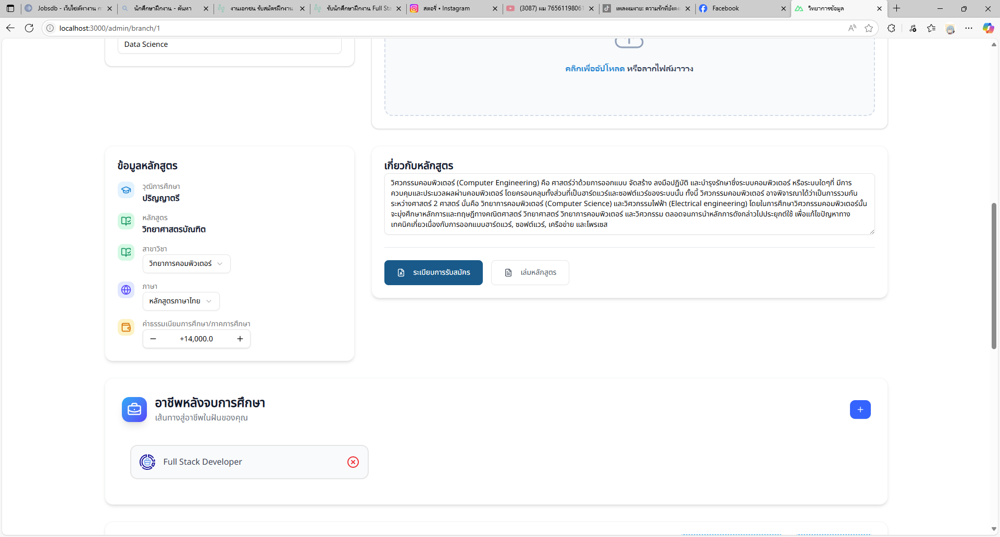 Jobsdb - เว็บไซต์หางาน ก
นักศึกษาฝึกงาน - ค้นหา
งานเอกชน รับสมัครฝึกงาน
รับนักศึกษาฝึกงาน Full Sta
สตอรี่ • Instagram
(3087) ผม 76561198061
เพลงงมงาย: ความรักที่ยังคง
Facebook
วิทยาการข้อมูล
localhost:3000/admin/branch/1
Data Science
คลิกเพื่ออัปโหลด หรือลากไฟล์มาวาง
ข้อมูลหลักสูตร
วุฒิการศึกษา
ปริญญาตรี
หลักสูตร
วิทยาศาสตรบัณฑิต
สาขาวิชา
วิทยาการคอมพิวเตอร์
ภาษา
หลักสูตรภาษาไทย
ค่าธรรมเนียมการศึกษา/ภาคการศึกษา
+14,000.0
เกี่ยวกับหลักสูตร
วิศวกรรมคอมพิวเตอร์ (Computer Engineering) คือ ศาสตร์ว่าด้วยการออกแบบ จัดสร้าง ลงมือปฏิบัติ และบำรุงรักษาซึ่งระบบคอมพิวเตอร์ หรือระบบใดๆที่ มีการ
ควบคุมและประมวลผลผ่านคอมพิวเตอร์ โดยครอบคลุมทั้งส่วนที่เป็นฮาร์ดแวร์และซอฟต์แวร์ของระบบนั้น ทั้งนี้ วิศวกรรมคอมพิวเตอร์ อาจพิจารณาได้ว่าเป็นการรวมกัน
ระหว่างศาสตร์ 2 ศาสตร์ นั่นคือ วิทยาการคอมพิวเตอร์ (Computer Science) และวิศวกรรมไฟฟ้า (Electrical engineering) โดยในการศึกษาวิศวกรรมคอมพิวเตอร์นั้น
จะมุ่งศึกษาหลักการและทฤษฎีทางคณิตศาสตร์ วิทยาศาสตร์ วิทยาการคอมพิวเตอร์ และวิศวกรรม ตลอดจนการนำหลักการดังกล่าวไปประยุกต์ใช้ เพื่อแก้ไขปัญหาทาง
เทคนิคเกี่ยวเนื่องกับการออกแบบฮาร์ดแวร์, ซอฟต์แวร์, เครือข่าย และโพรเซส
ระเบียบการรับสมัคร
เล่มหลักสูตร
อาชีพหลังจบการศึกษา
เส้นทางสู่อาชีพในฝันของคุณ
Full Stack Developer